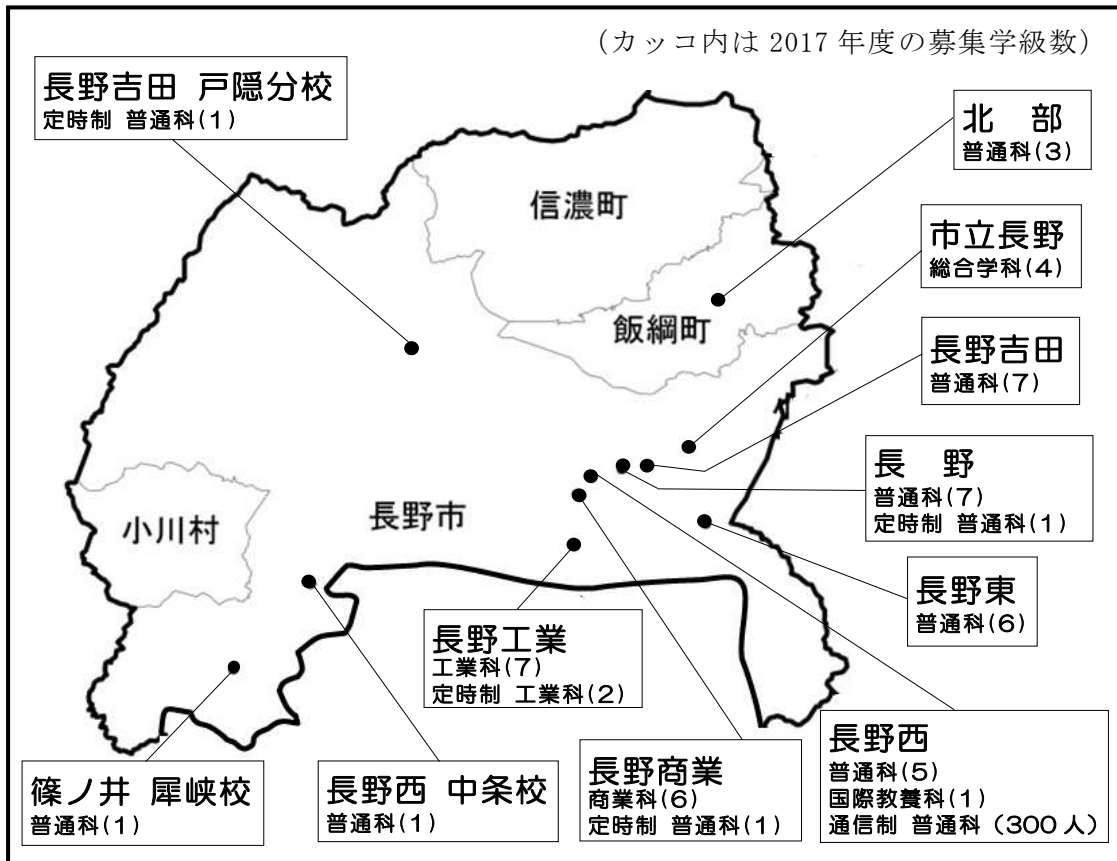 (カッコ内は 2017 年度の募集学級数)
長野吉田 戸隠分校
定時制 普通科(1)
北 部
普通科(3)
信濃町
市立長野
総合学科(4)
飯綱町
長野吉田
普通科(7)
長 野
普通科(7)
定時制 普通科(1)
小川村
長野市
長野東
普通科(6)
長野工業
工業科(7)
定時制 工業科(2)
篠ノ井 犀峡校
普通科(1)
長野西 中条校
普通科(1)
長野商業
商業科(6)
定時制 普通科(1)
長野西
普通科(5)
国際教養科(1)
通信制 普通科 (300人)